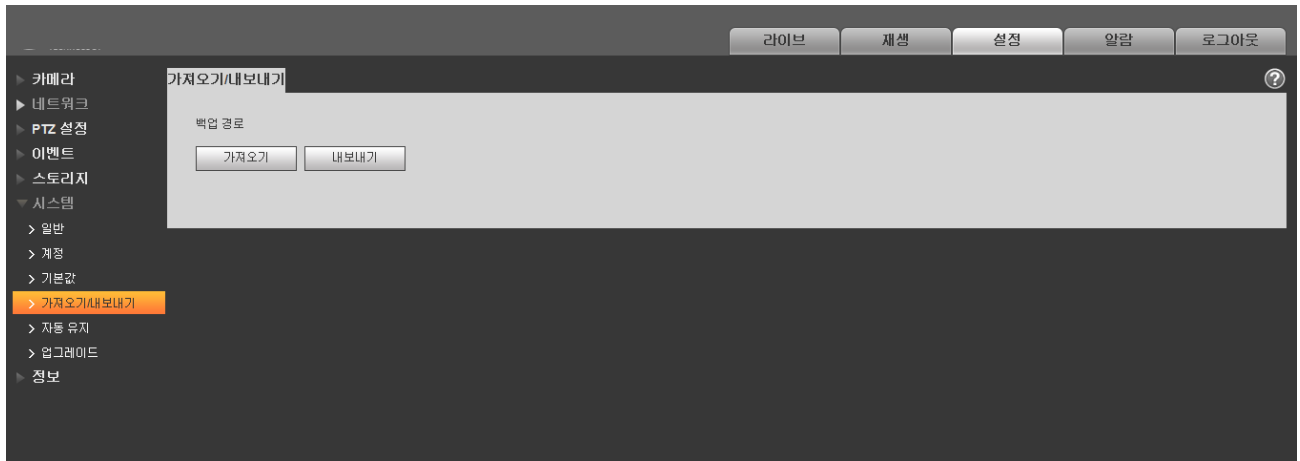 라이브 재생 설정 알람 로그아웃
카메라
네트워크
PTZ 설정
이벤트
스토리지
시스템
일반
계정
기본값
가져오기/내보내기
자동 유지
업그레이드
정보
가져오기/내보내기
백업 경로
가져오기 내보내기